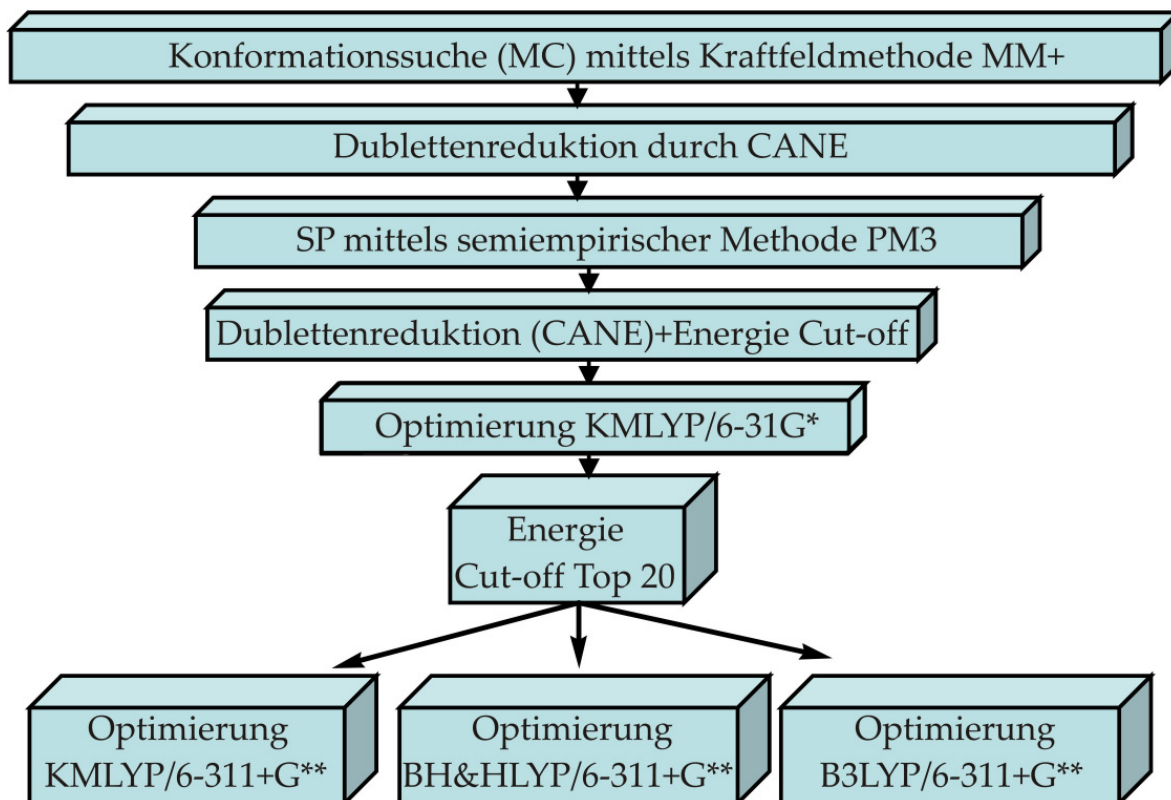 Konformationssuche (MC) mittels Kraftfeldmethode MM+
Dublettenreduktion durch CANE
SP mittels semiempirischer Methode PM3
Dublettenreduktion (CANE)+Energie Cut-off
Optimierung KMLYP/6-31G*
Energie
Cut-off Top 20
Optimierung
KMLYP/6-311+G**
Optimierung
BH&HLYP/6-311+G**
Optimierung
B3LYP/6-311+G**